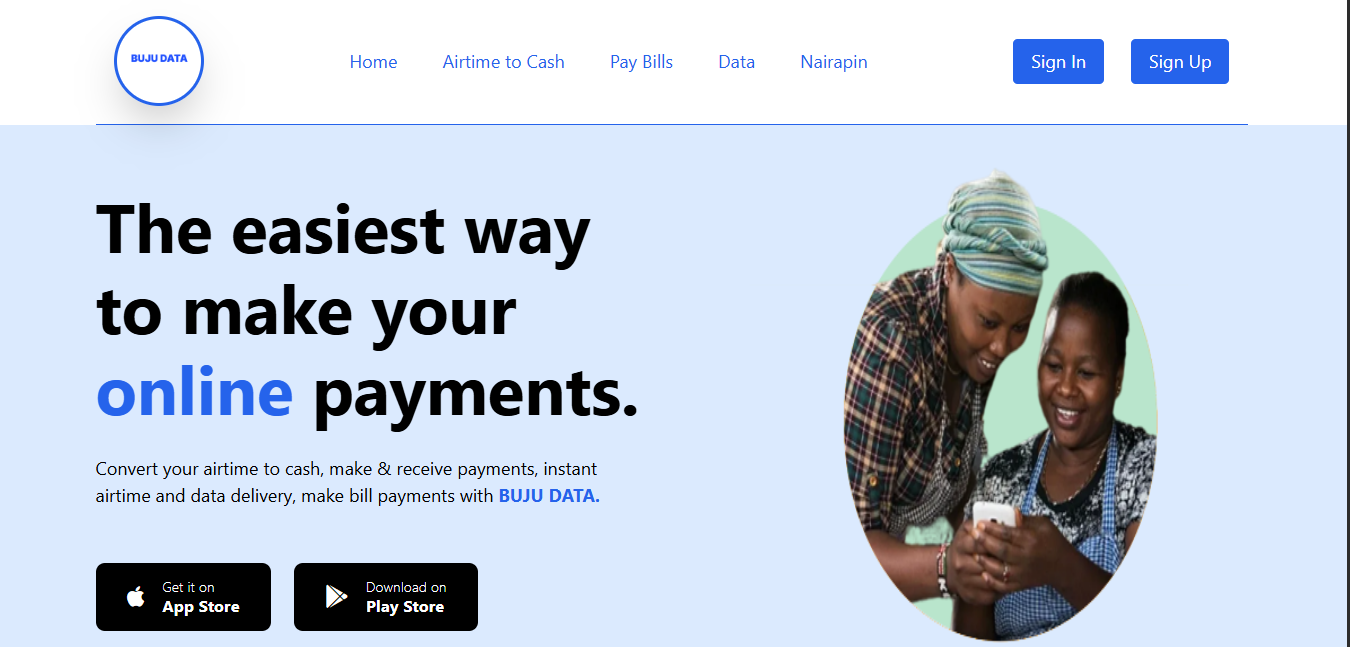 BUJU DATA
Home
Airtime to Cash
Pay Bills
Data
Nairapin
Sign In
Sign Up
The easiest way
to make your
online payments.
Convert your airtime to cash, make & receive payments, instant
airtime and data delivery, make bill payments with BUJU DATA.
Get it on
App Store
Download on
Play Store